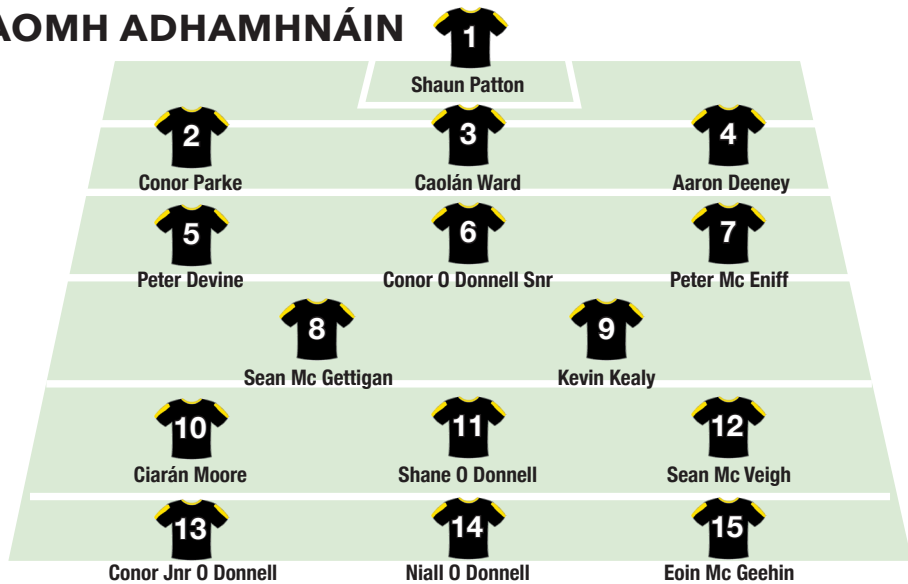 AOMH ADHAMHNÁIN
1
Shaun Patton
2 3 4
Conor Parke Caolán Ward Aaron Deeney
5 6 7
Peter Devine Conor O Donnell Snr Peter Mc Eniff
8 9
Sean Mc Gettigan Kevin Kealy
10 11 12
Ciarán Moore Shane O Donnell Sean Mc Veigh
13 14 15
Conor Jnr O Donnell Niall O Donnell Eoin Mc Geehin